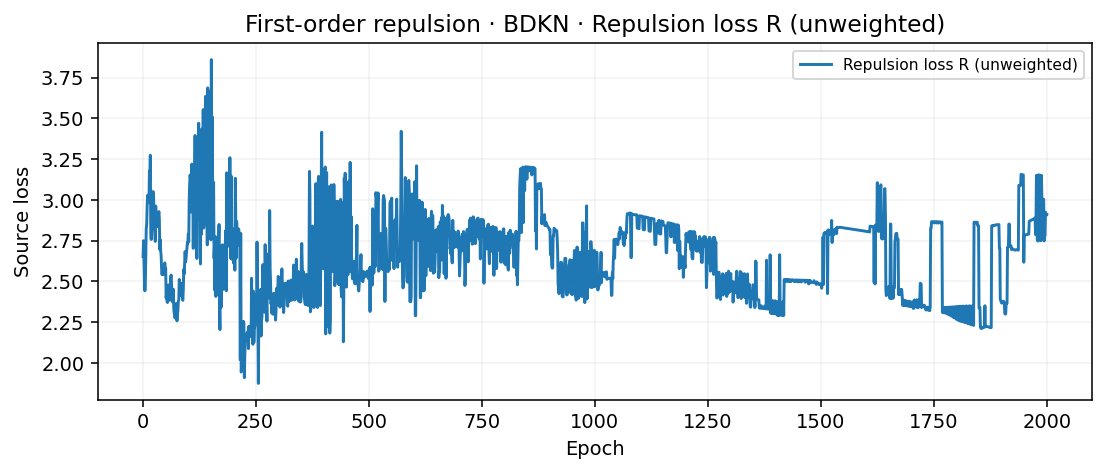 First-order repulsion · BDKN · Repulsion loss R (unweighted)
Repulsion loss R (unweighted)
Source loss
3.75
3.50
3.25
3.00
2.75
2.50
2.25
2.00
0 250 500 750 1000 1250 1500 1750 2000
Epoch